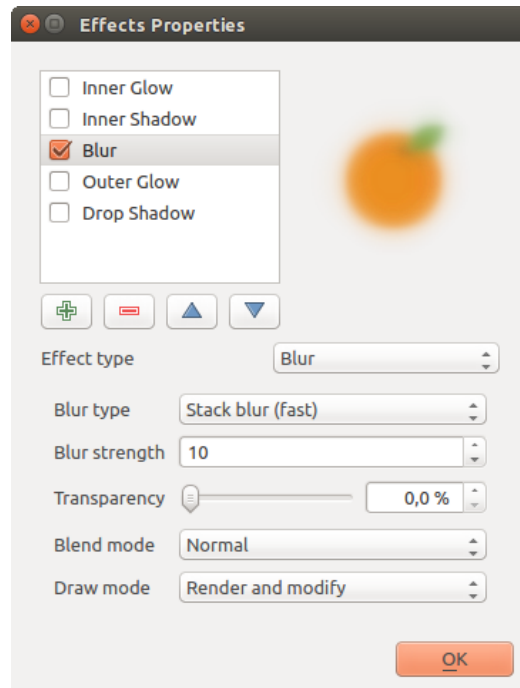 Effects Properties
Inner Glow
Inner Shadow
Blur
Outer Glow
Drop Shadow
Effect type Blur
Blur type Stack blur (fast)
Blur strength 10
Transparency 0,0 %
Blend mode Normal
Draw mode Render and modify
OK